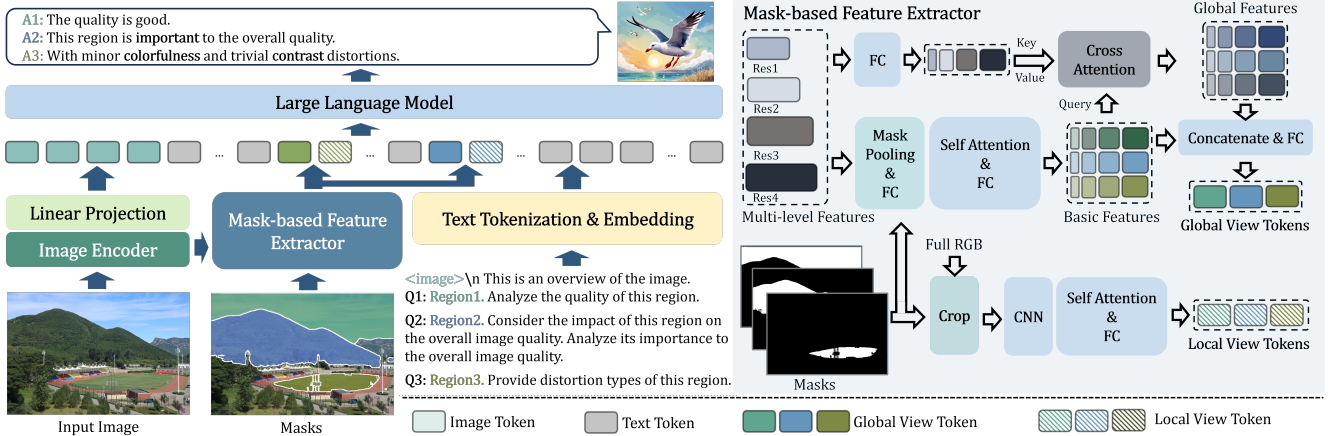 A1: The quality is good.
A2: This region is important to the overall quality.
A3: With minor colorfulness and trivial contrast distortions.
Large Language Model
... ... ... ... ...
Linear Projection
Image Encoder
Mask-based Feature
Extractor
Text Tokenization & Embedding
<image>\n This is an overview of the image.
Q1: Region1. Analyze the quality of this region.
Q2: Region2. Consider the impact of this region on
the overall image quality. Analyze its importance to
the overall image quality.
Q3: Region3. Provide distortion types of this region.
Input Image
Masks
Mask-based Feature Extractor
Res1
Res2
Res3
Res4
Multi-level Features
FC
Key
Value
Cross
Attention
Query
Global Features
Mask
Pooling
&
FC
Self Attention
&
FC
Basic Features
Concatenate & FC
Global View Tokens
Full RGB
Crop
CNN
Self Attention
&
FC
Local View Tokens
Masks
Image Token
Text Token
Global View Token
Local View Token